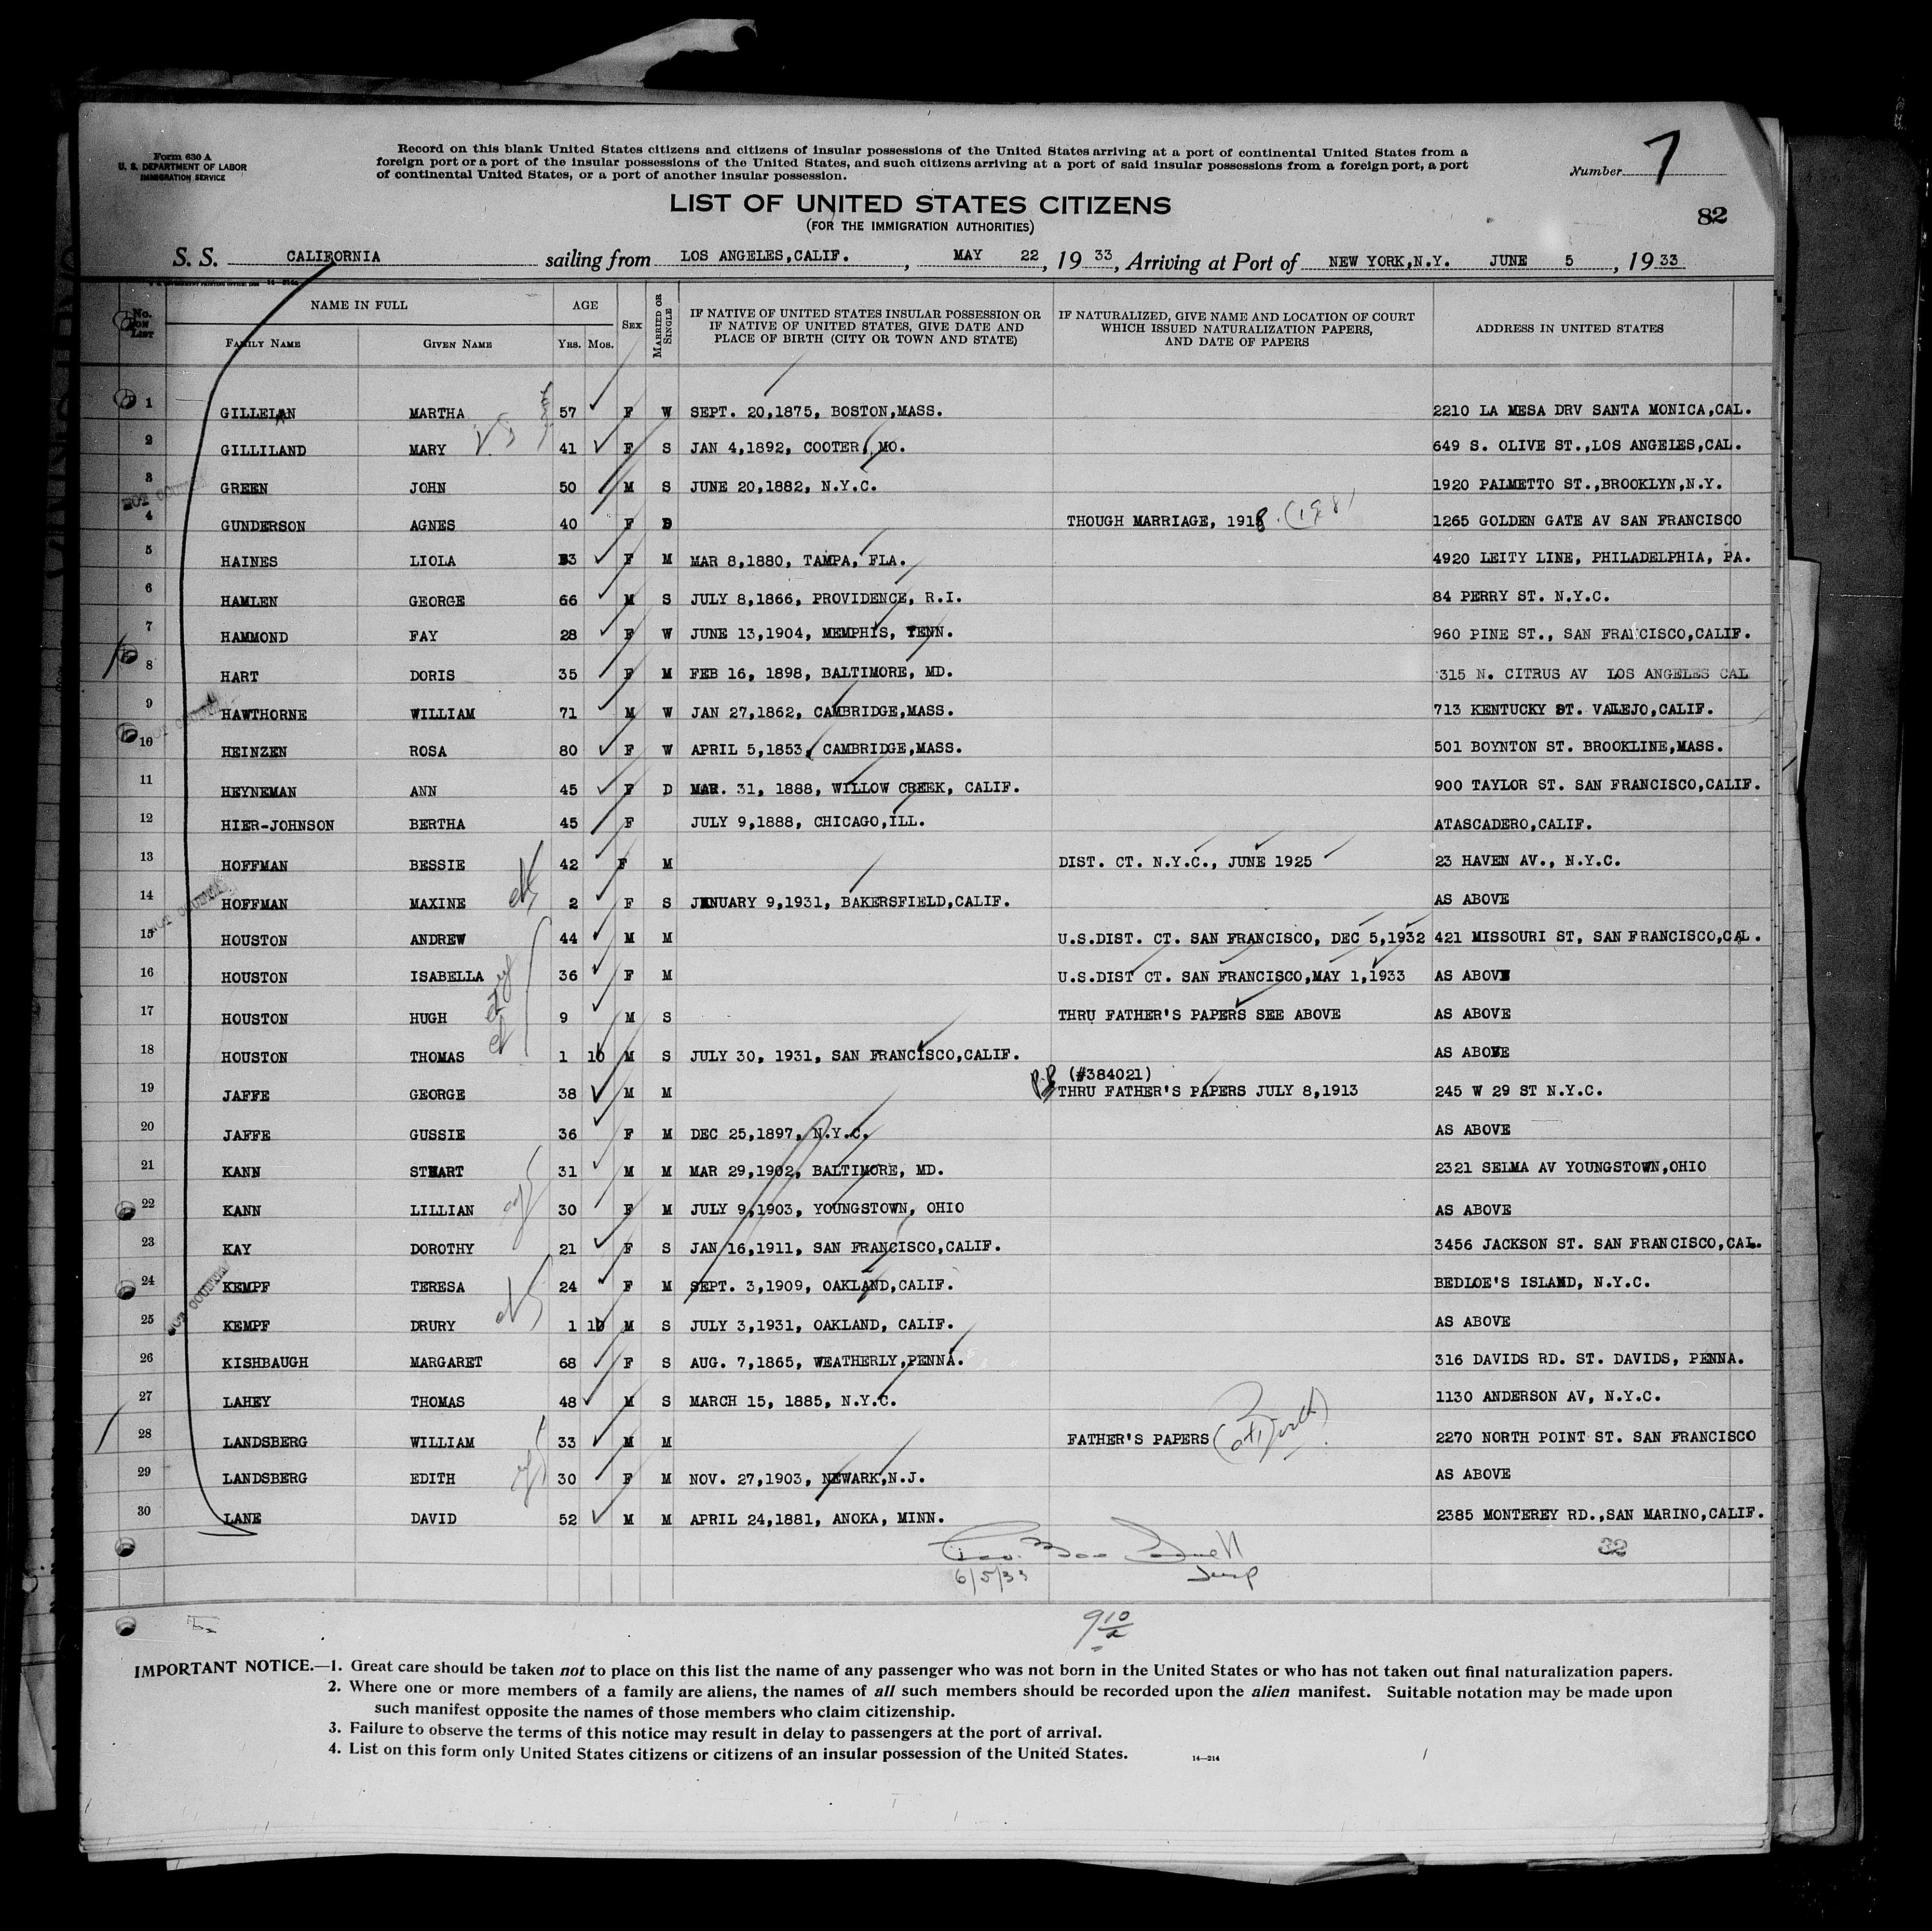 Form 630 A
U. S. DEPARTMENT OF LABOR
IMMIGRATION SERVICE
Record on this blank United States citizens and citizens of insular possessions of the United States arriving at a port of continental United States from a
foreign port or a port of the insular possessions of the United States, and such citizens arriving at a port of said insular possessions from a foreign port, a port
of continental United States, or a port of another insular possession.
Number 7
LIST OF UNITED STATES CITIZENS
(FOR THE IMMIGRATION AUTHORITIES)
82
S. S. CALIFORNIA sailing from LOS ANGELES,CALIF. , MAY 22 , 19 33 , Arriving at Port of NEW YORK,N.Y. JUNE 5 , 19 33
No. on List NAME IN FULL Family Name Given Name AGE Yrs. Mos. Sex Married or Single IF NATIVE OF UNITED STATES INSULAR POSSESSION OR IF NATIVE OF UNITED STATES, GIVE DATE AND PLACE OF BIRTH (CITY OR TOWN AND STATE) IF NATURALIZED, GIVE NAME AND LOCATION OF COURT WHICH ISSUED NATURALIZATION PAPERS, AND DATE OF PAPERS ADDRESS IN UNITED STATES
1 GILLELAN MARTHA 57 F W SEPT. 20,1875, BOSTON,MASS. 2210 LA MESA DRV SANTA MONICA,CAL.
2 GILLILAND MARY 41 F S JAN 4,1892, COOTER, MO. 649 S. OLIVE ST.,LOS ANGELES,CAL.
3 GREEN JOHN 50 M S JUNE 20,1882, N.Y.C. 1920 PALMETTO ST.,BROOKLYN,N.Y.
4 GUNDERSON AGNES 40 F D THOUGH MARRIAGE, 1918. 1265 GOLDEN GATE AV SAN FRANCISCO
5 HAINES LIOLA 53 F M MAR 8,1880, TAMPA, FLA. 4920 LEITY LINE, PHILADELPHIA, PA.
6 HAMLEN GEORGE 66 M S JULY 8,1866, PROVIDENCE, R.I. 84 PERRY ST. N.Y.C.
7 HAMMOND FAY 28 F W JUNE 13,1904, MEMPHIS, TENN. 960 PINE ST., SAN FRANCISCO,CALIF.
8 HART DORIS 35 F M FEB 16, 1898, BALTIMORE, MD. 315 N. CITRUS AV LOS ANGELES CAL
9 HAWTHORNE WILLIAM 71 M W JAN 27,1862, CAMBRIDGE,MASS. 713 KENTUCKY ST. VALLEJO,CALIF.
10 HEINZEN ROSA 80 F W APRIL 5,1853, CAMBRIDGE,MASS. 501 BOYNTON ST. BROOKLINE,MASS.
11 HEYNEMAN ANN 45 F D MAR. 31, 1888, WILLOW CREEK, CALIF. 900 TAYLOR ST. SAN FRANCISCO,CALIF.
12 HIER-JOHNSON BERTHA 45 F JULY 9,1888, CHICAGO,ILL. ATASCADERO,CALIF.
13 HOFFMAN BESSIE 42 F M DIST. CT. N.Y.C., JUNE 1925 23 HAVEN AV., N.Y.C.
14 HOFFMAN MAXINE 2 F S JANUARY 9,1931, BAKERSFIELD,CALIF. AS ABOVE
15 HOUSTON ANDREW 44 M M U.S.DIST. CT. SAN FRANCISCO, DEC 5,1932 421 MISSOURI ST, SAN FRANCISCO,CAL.
16 HOUSTON ISABELLA 36 F M U.S.DIST CT. SAN FRANCISCO,MAY 1,1933 AS ABOVE
17 HOUSTON HUGH 9 M S THRU FATHER'S PAPERS SEE ABOVE AS ABOVE
18 HOUSTON THOMAS 1 10 M S JULY 30, 1931, SAN FRANCISCO,CALIF. AS ABOVE
(#384021)
19 JAFFE GEORGE 38 M M THRU FATHER'S PAPERS JULY 8,1913 245 W 29 ST N.Y.C.
20 JAFFE GUSSIE 36 F M DEC 25,1897, N.Y.C. AS ABOVE
21 KANN STUART 31 M M MAR 29,1902, BALTIMORE, MD. 2321 SELMA AV YOUNGSTOWN,OHIO
22 KANN LILLIAN 30 F M JULY 9,1903, YOUNGSTOWN, OHIO AS ABOVE
23 KAY DOROTHY 21 F S JAN 16,1911, SAN FRANCISCO,CALIF. 3456 JACKSON ST. SAN FRANCISCO,CAL.
24 KEMPF TERESA 24 F M SEPT. 3,1909, OAKLAND,CALIF. BEDLOE'S ISLAND, N.Y.C.
25 KEMPF DRURY 1 10 M S JULY 3,1931, OAKLAND, CALIF. AS ABOVE
26 KISHBAUGH MARGARET 68 F S AUG. 7,1865, WEATHERLY,PENNA. 316 DAVIDS RD. ST. DAVIDS, PENNA.
27 LAHEY THOMAS 48 M S MARCH 15, 1885, N.Y.C. 1130 ANDERSON AV, N.Y.C.
28 LANDSBERG WILLIAM 33 M M FATHER'S PAPERS 2270 NORTH POINT ST. SAN FRANCISCO
29 LANDSBERG EDITH 30 F M NOV. 27,1903, NEWARK,N.J. AS ABOVE
30 LANE DAVID 52 M M APRIL 24,1881, ANOKA, MINN. 2385 MONTEREY RD.,SAN MARINO,CALIF.
32
6/5/33
IMPORTANT NOTICE.—1. Great care should be taken not to place on this list the name of any passenger who was not born in the United States or who has not taken out final naturalization papers.
2. Where one or more members of a family are aliens, the names of all such members should be recorded upon the alien manifest. Suitable notation may be made upon
such manifest opposite the names of those members who claim citizenship.
3. Failure to observe the terms of this notice may result in delay to passengers at the port of arrival.
4. List on this form only United States citizens or citizens of an insular possession of the United States.
14—214